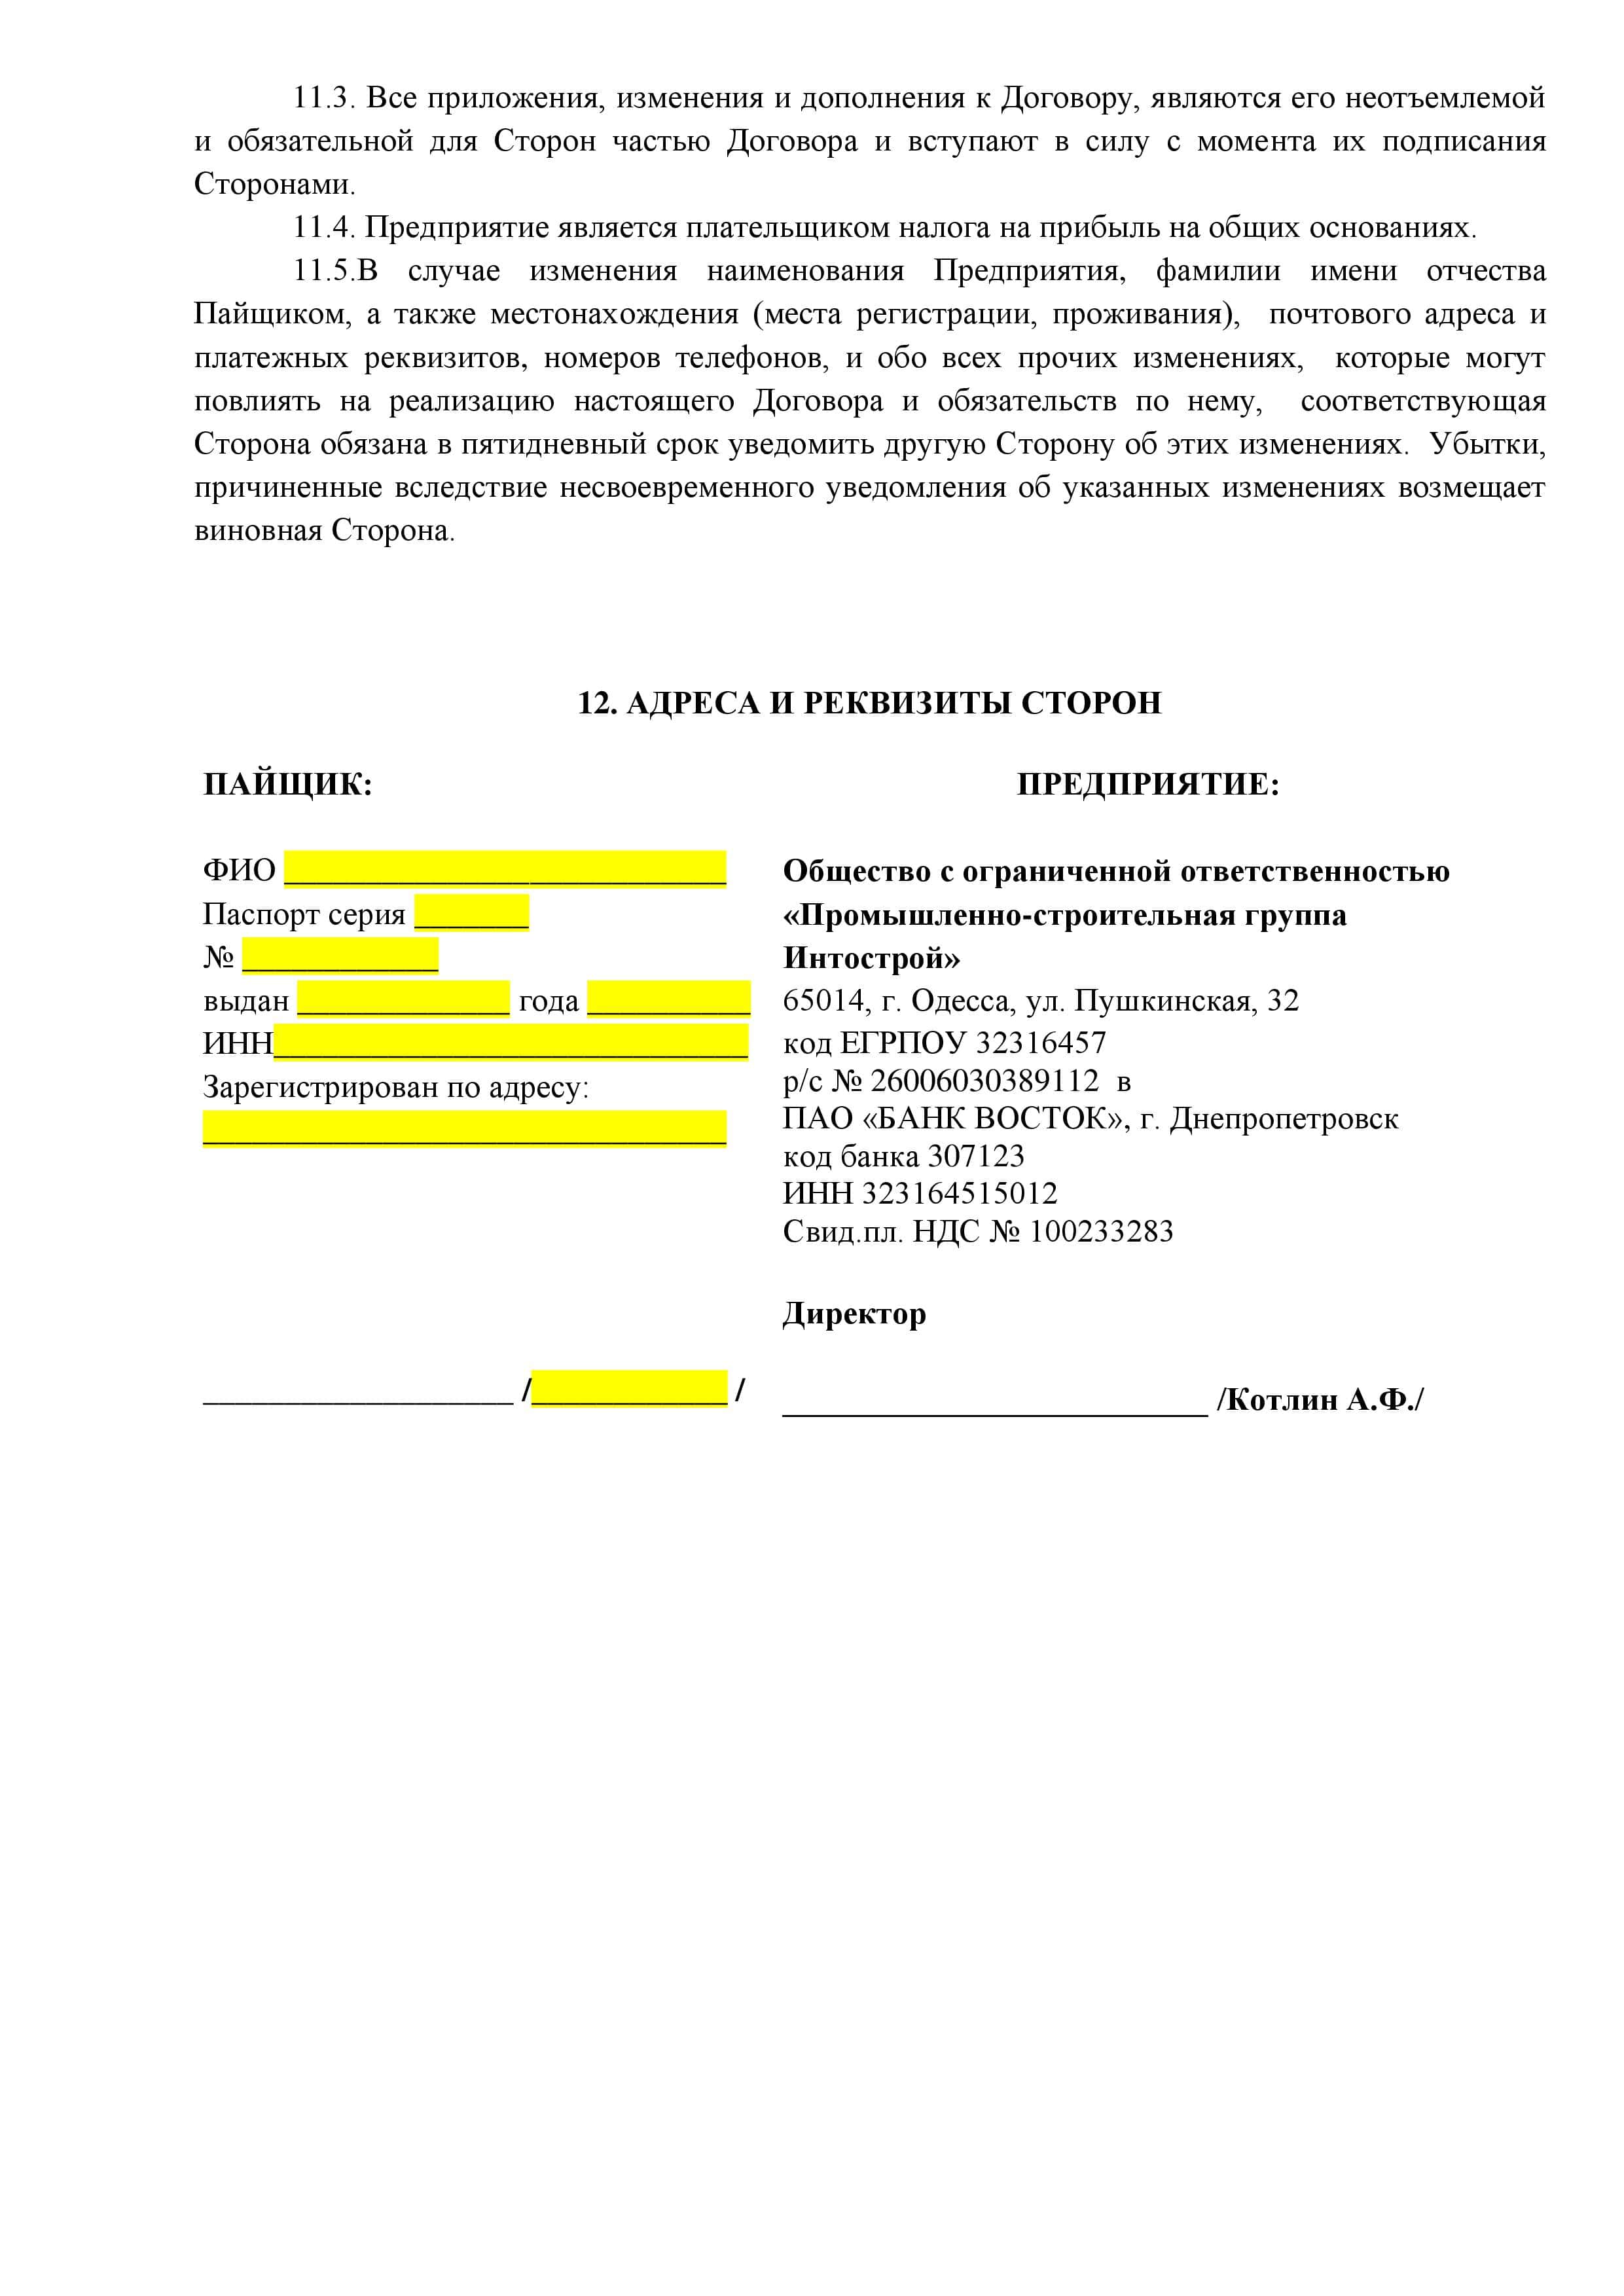 11.3. Все приложения, изменения и дополнения к Договору, являются его неотъемлемой
и обязательной для Сторон частью Договора и вступают в силу с момента их подписания
Сторонами.
11.4. Предприятие является плательщиком налога на прибыль на общих основаниях.
11.5.В случае изменения наименования Предприятия, фамилии имени отчества
Пайщиком, а также местонахождения (места регистрации, проживания), почтового адреса и
платежных реквизитов, номеров телефонов, и обо всех прочих изменениях, которые могут
повлиять на реализацию настоящего Договора и обязательств по нему, соответствующая
Сторона обязана в пятидневный срок уведомить другую Сторону об этих изменениях. Убытки,
причиненные вследствие несвоевременного уведомления об указанных изменениях возмещает
виновная Сторона.
12. АДРЕСА И РЕКВИЗИТЫ СТОРОН
ПАЙЩИК:
ФИО ___________________________
Паспорт серия _______
№ ____________
выдан _____________ года __________
ИНН_____________________________
Зарегистрирован по адресу:
________________________________
___________________ /____________ /
ПРЕДПРИЯТИЕ:
Общество с ограниченной ответственностью
«Промышленно-строительная группа
Интострой»
65014, г. Одесса, ул. Пушкинская, 32
код ЕГРПОУ 32316457
р/с № 26006030389112 в
ПАО «БАНК ВОСТОК», г. Днепропетровск
код банка 307123
ИНН 323164515012
Свид.пл. НДС № 100233283
Директор
__________________________ /Котлин А.Ф./